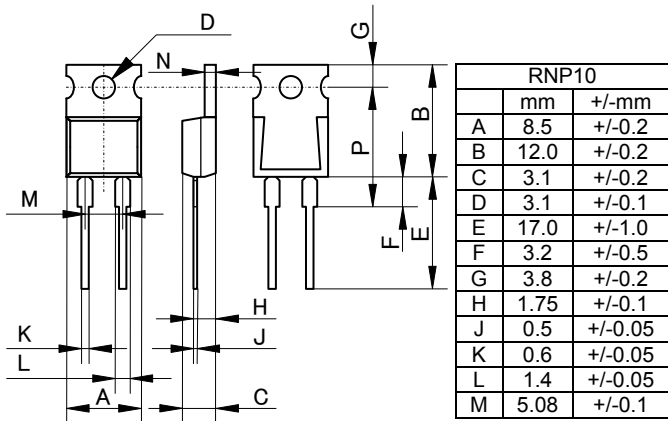 D
G
N
B
P
M
F
E
H
K
J
L
A
C
RNP10
mm +/-mm
A 8.5 +/-0.2
B 12.0 +/-0.2
C 3.1 +/-0.2
D 3.1 +/-0.1
E 17.0 +/-1.0
F 3.2 +/-0.5
G 3.8 +/-0.2
H 1.75 +/-0.1
J 0.5 +/-0.05
K 0.6 +/-0.05
L 1.4 +/-0.05
M 5.08 +/-0.1